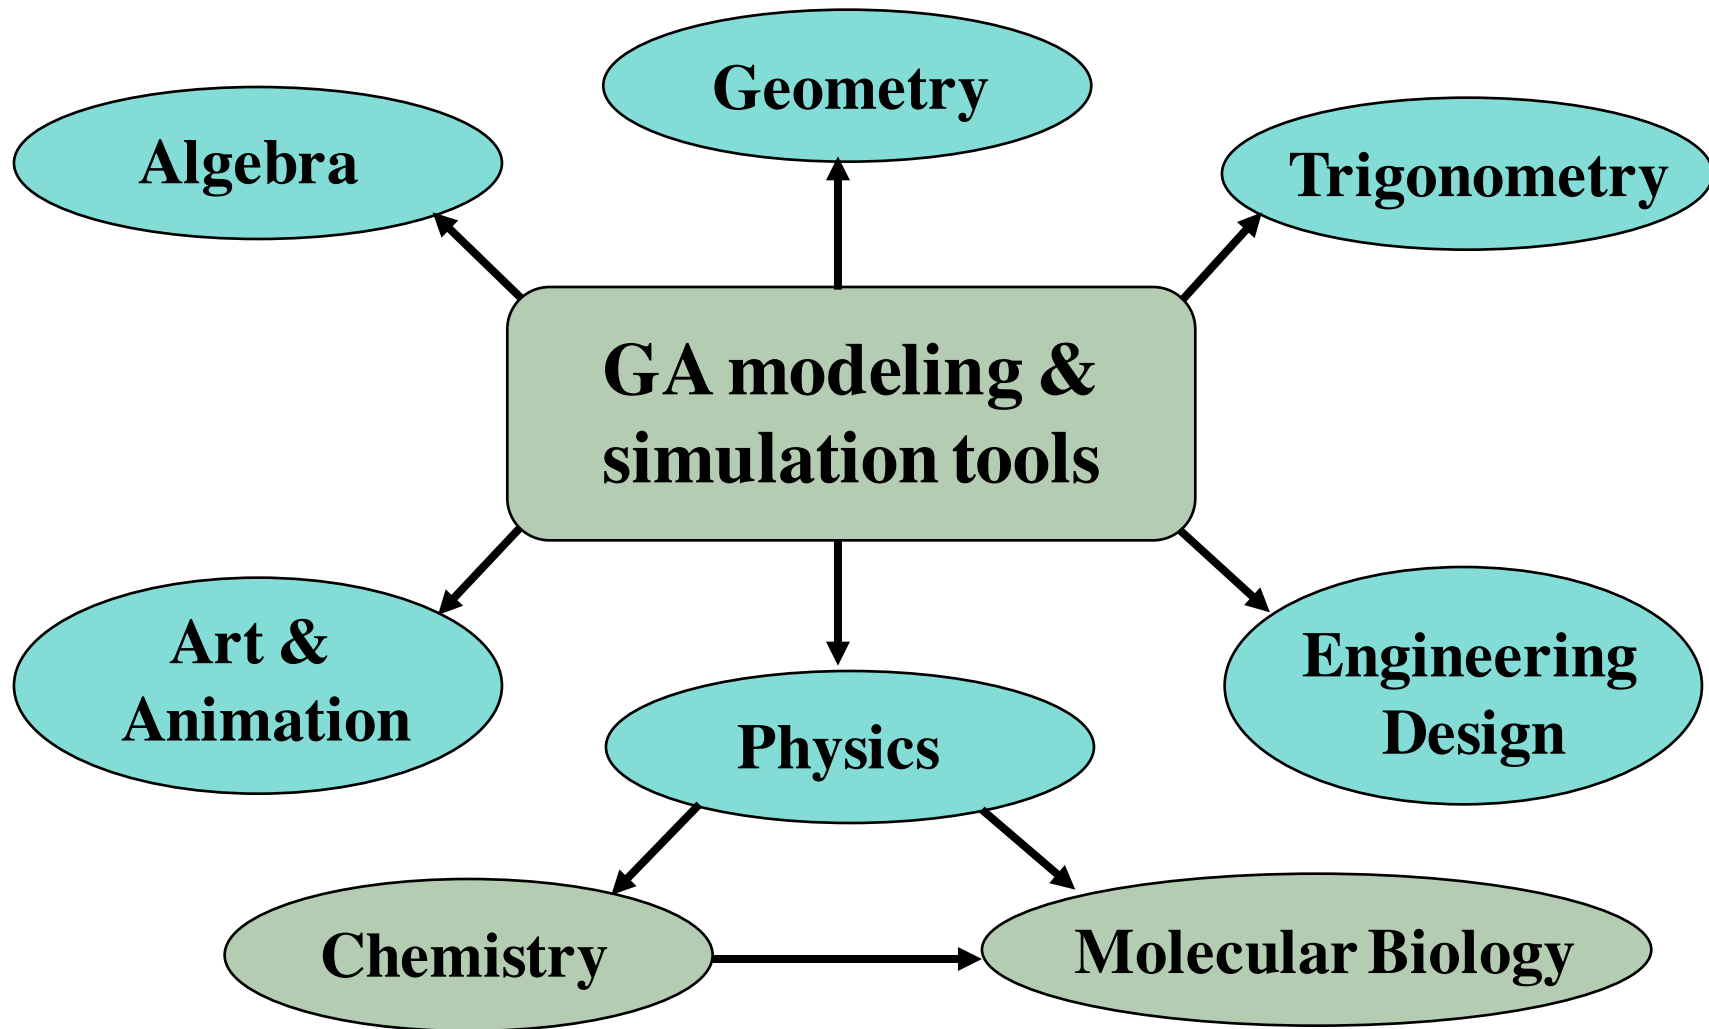 Geometry
Algebra
Trigonometry
GA modeling &
simulation tools
Art &
Animation
Engineering
Design
Physics
Chemistry
Molecular Biology